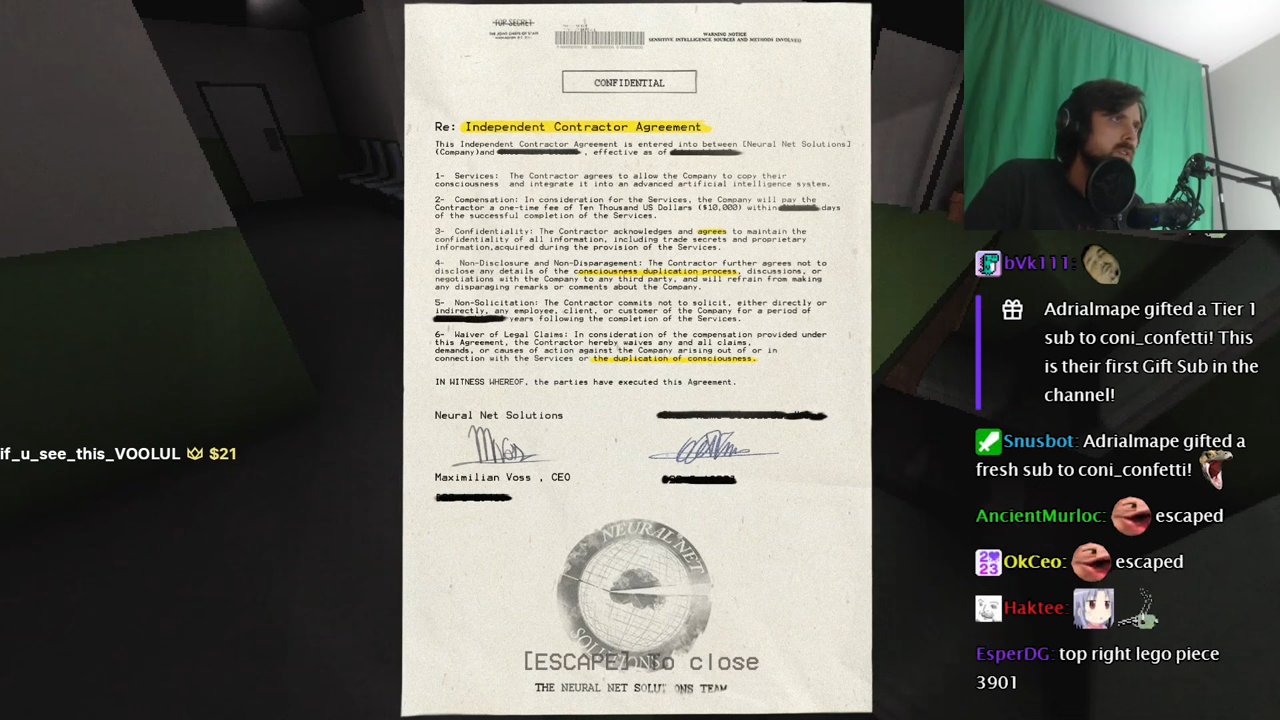 TOP SECRET
THE JOINT CHIEFS OF STAFF
WARNING NOTICE
SENSITIVE INTELLIGENCE SOURCES AND METHODS INVOLVED
CONFIDENTIAL
Re: Independent Contractor Agreement
This Independent Contractor Agreement is entered into between [Neural Net Solutions]
(Company)and , effective as of
1- Services: The Contractor agrees to allow the Company to copy their
consciousness and integrate it into an advanced artificial intelligence system.
2- Compensation: In consideration for the Services, the Company will pay the
Contractor a one-time fee of Ten Thousand US Dollars ($10,000) within days
of the successful completion of the Services.
3- Confidentiality: The Contractor acknowledges and agrees to maintain the
confidentiality of all information, including trade secrets and proprietary
information,acquired during the provision of the Services.
4- Non-Disclosure and Non-Disparagement: The Contractor further agrees not to
disclose any details of the consciousness duplication process, discussions, or
negotiations with the Company to any third party, and will refrain from making
any disparaging remarks or comments about the Company.
5- Non-Solicitation: The Contractor commits not to solicit, either directly or
indirectly, any employee, client, or customer of the Company for a period of
years following the completion of the Services.
6- Waiver of Legal Claims: In consideration of the compensation provided under
this Agreement, the Contractor hereby waives any and all claims,
demands, or causes of action against the Company arising out of or in
connection with the Services or the duplication of consciousness.
IN WITNESS WHEREOF, the parties have executed this Agreement.
Neural Net Solutions
MVoss
Maximilian Voss , CEO
NEURAL NET
SOLUTIONS
[ESCAPE] To close
THE NEURAL NET SOLUTIONS TEAM
if_u_see_this_VOOLUL $21
bVk111:
Adrialmape gifted a Tier 1
sub to coni_confetti! This
is their first Gift Sub in the
channel!
Snusbot: Adrialmape gifted a
fresh sub to coni_confetti!
AncientMurloc: escaped
2 23 OkCeo: escaped
Haktee:
EsperDG: top right lego piece
3901